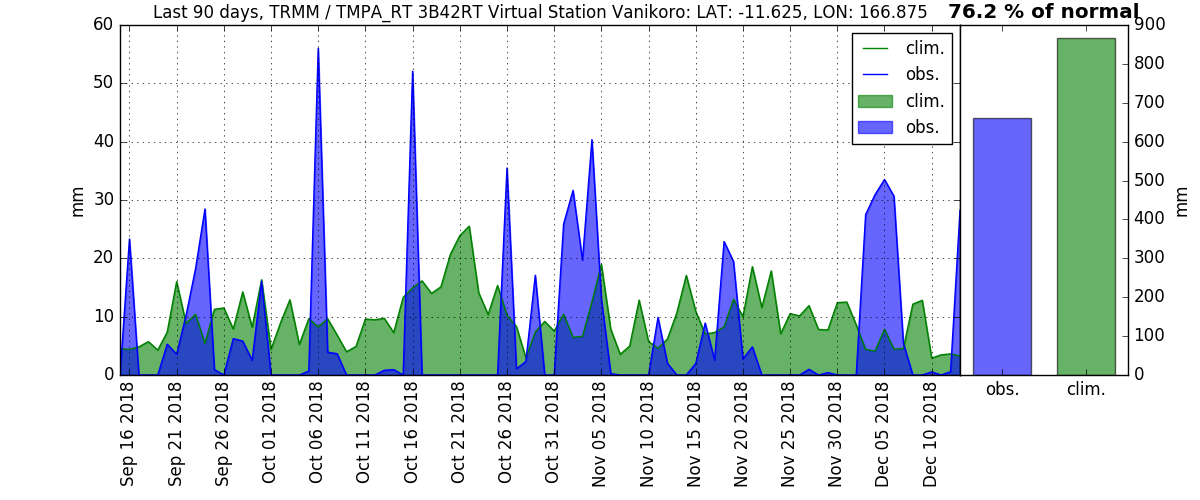 Last 90 days, TRMM / TMPA_RT 3B42RT Virtual Station Vanikoro: LAT: -11.625, LON: 166.875
76.2 % of normal
60
50
40
30
20
10
0
mm
clim.
obs.
clim.
obs.
900
800
700
600
500
400
300
200
100
0
mm
Sep 16 2018
Sep 21 2018
Sep 26 2018
Oct 01 2018
Oct 06 2018
Oct 11 2018
Oct 16 2018
Oct 21 2018
Oct 26 2018
Oct 31 2018
Nov 05 2018
Nov 10 2018
Nov 15 2018
Nov 20 2018
Nov 25 2018
Nov 30 2018
Dec 05 2018
Dec 10 2018
obs.
clim.